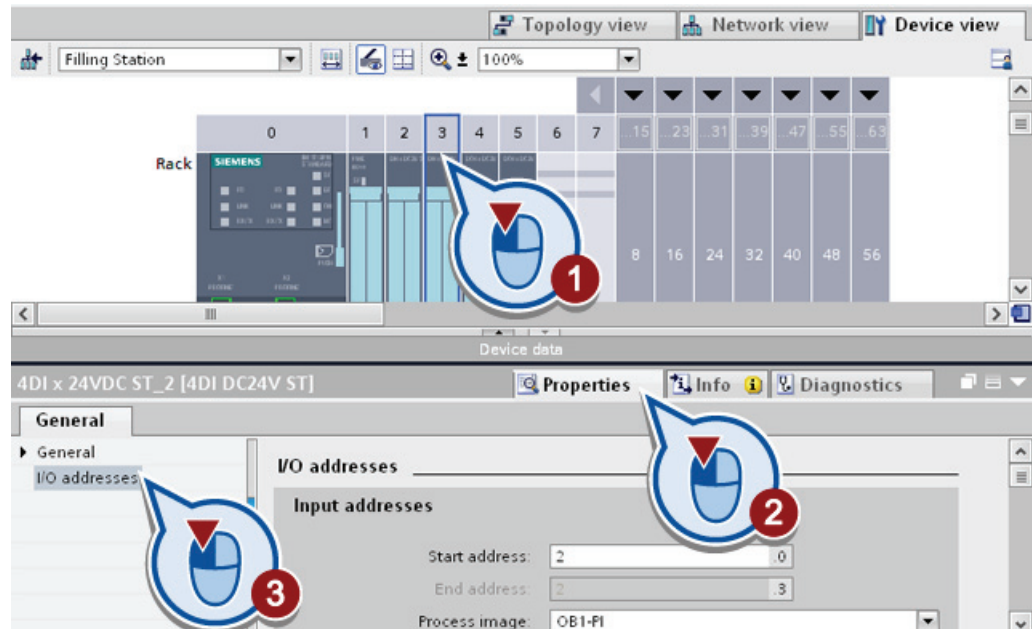 Topology view Network view Device view
Filling Station 100%
0 1 2 3 4 5 6 7 ...15 ...23 ...31 ...39 ...47 ...55 ...63
Rack SIEMENS
8 16 24 32 40 48 56
1
Device data
4DI x 24VDC ST_2 [4DI DC24V ST] Properties Info Diagnostics
General
General
I/O addresses
I/O addresses
Input addresses
2
Start address: 2 .0
3
End address: 2 .3
Process image: OB1-PI